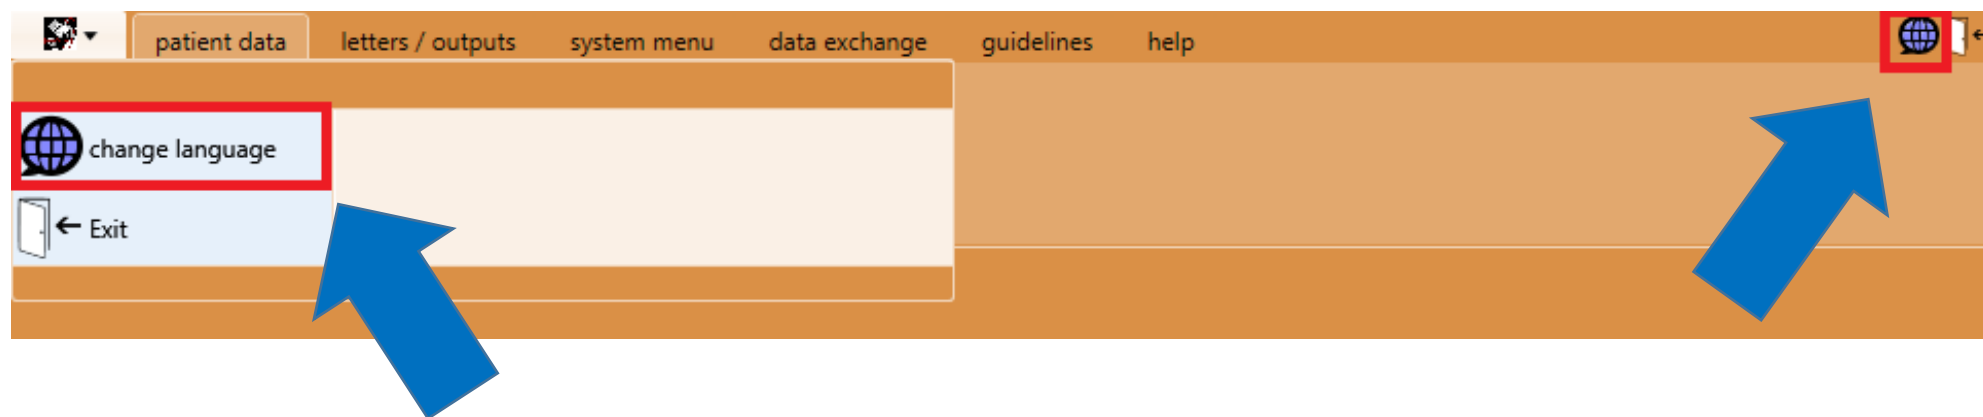 patient data letters / outputs system menu data exchange guidelines help
change language
Exit